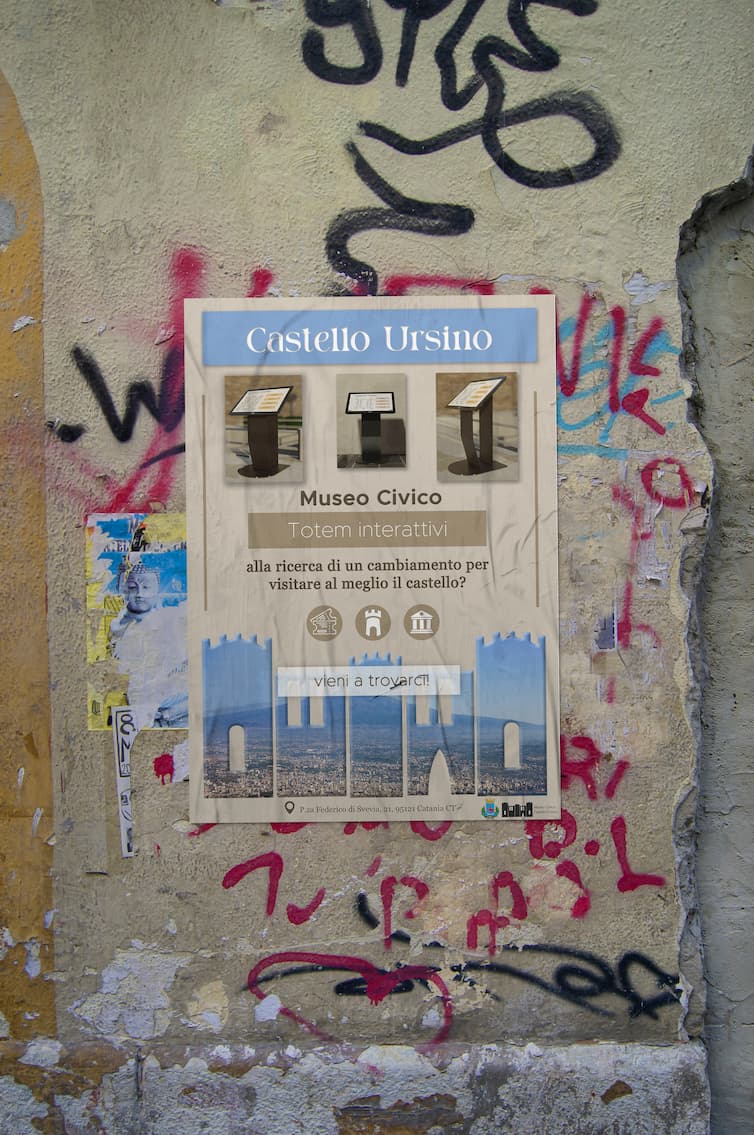 Castello Ursino
Museo Civico
Totem interattivi
alla ricerca di un cambiamento per
visitare al meglio il castello?
vieni a trovarci!
P.za Federico di Svevia, 21, 95121 Catania CT